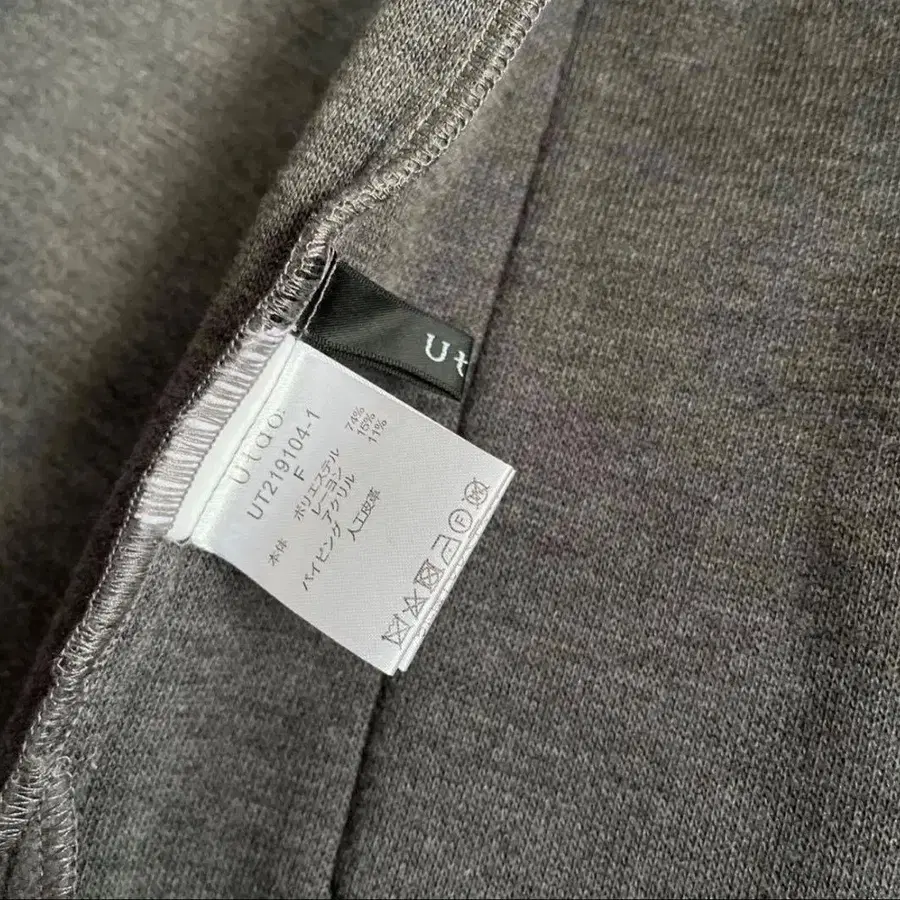 Ut
Utao:
UT219104-1
F
本体 ポリエステル 74%
レーヨン 15%
アクリル 11%
パイピング 人工皮革
F